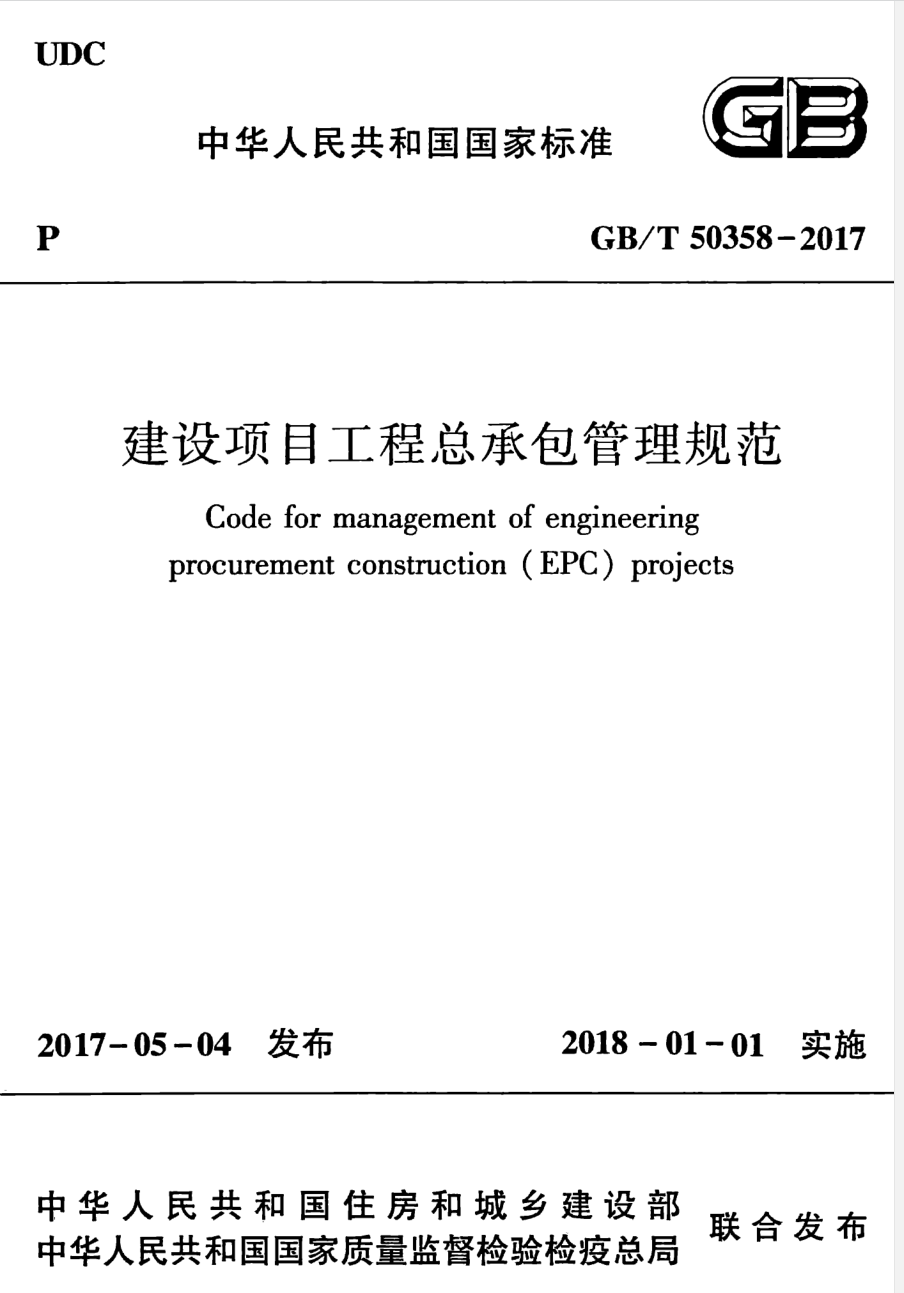 UDC
GB
中华人民共和国国家标准
P
GB/T 50358-2017
建设项目工程总承包管理规范
Code for management of engineering
procurement construction (EPC) projects
2017-05-04 发布
2018-01-01 实施
中华人民共和国住房和城乡建设部
中华人民共和国国家质量监督检验检疫总局
联合发布